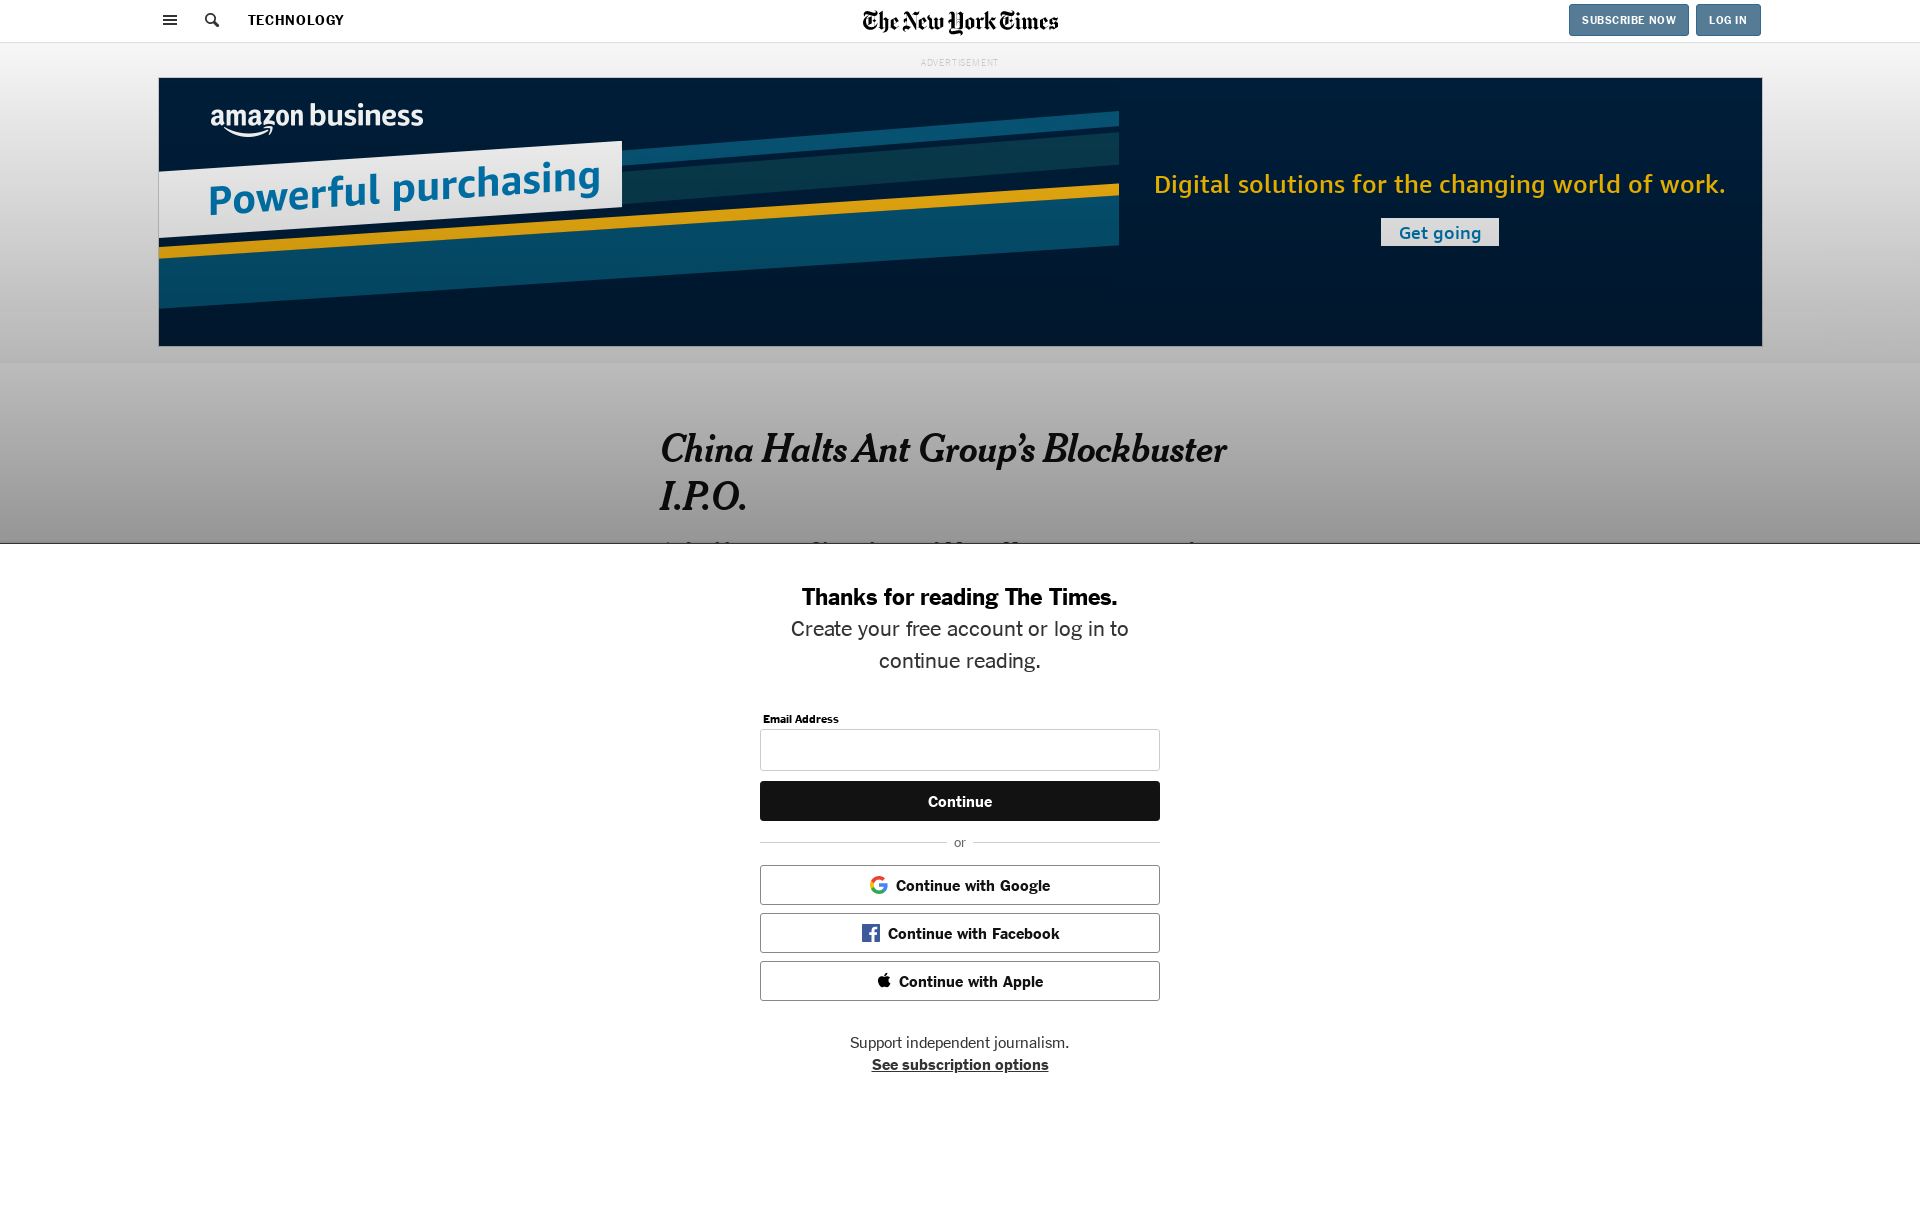 TECHNOLOGY
The New York Times
SUBSCRIBE NOW
LOG IN
ADVERTISEMENT
amazon business
Powerful purchasing
Digital solutions for the changing world of work.
Get going
China Halts Ant Group’s Blockbuster
I.P.O.
Thanks for reading The Times.
Create your free account or log in to
continue reading.
Email Address
Continue
or
Continue with Google
Continue with Facebook
Continue with Apple
Support independent journalism.
See subscription options